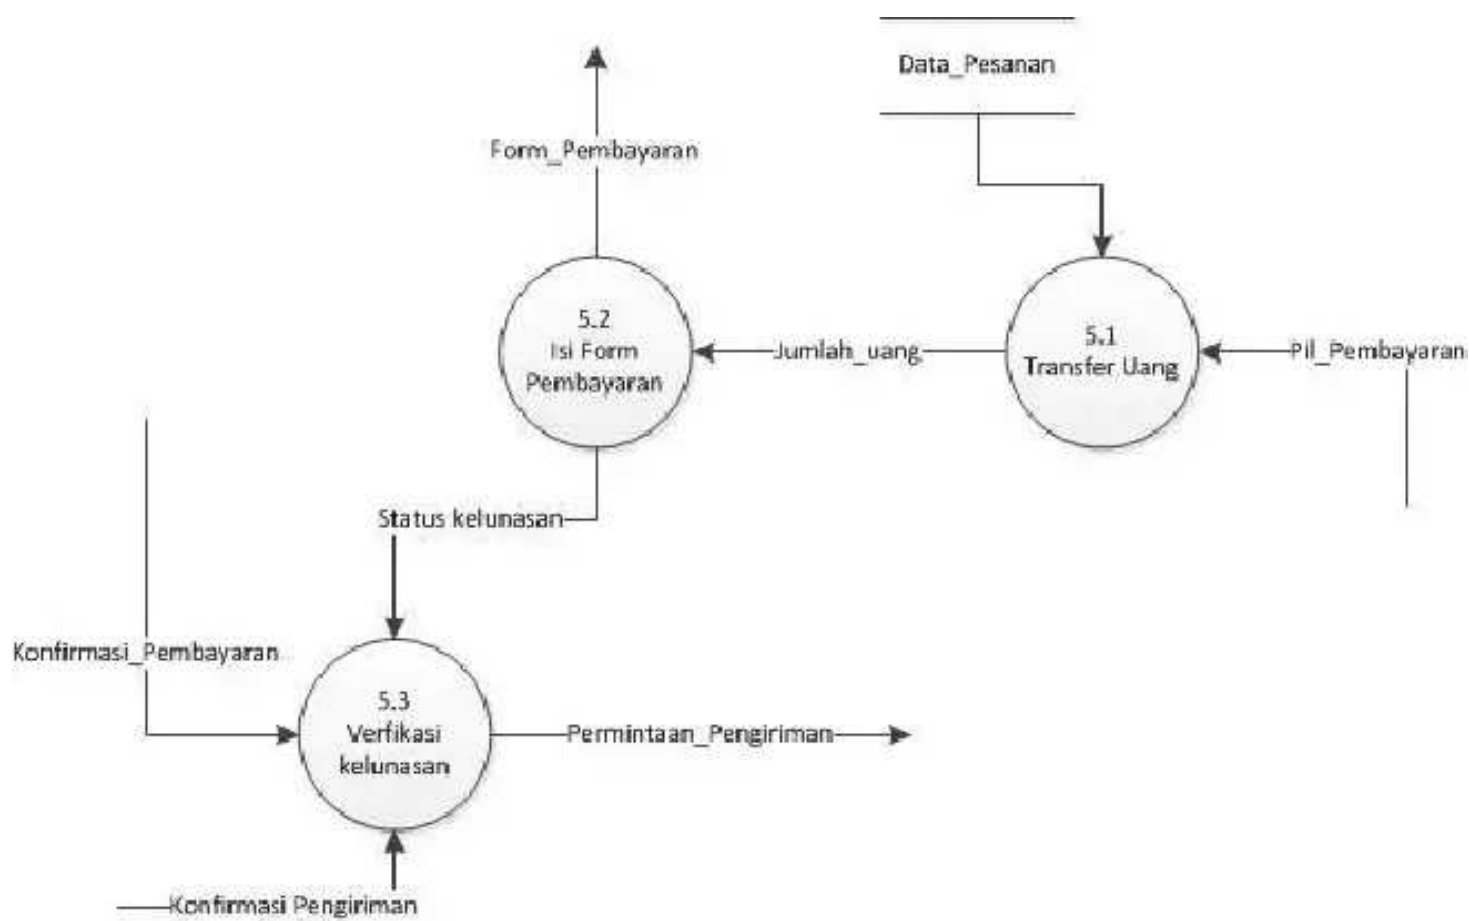 Data_Pesanan
Form_Pembayaran
5.2
Isi Form
Pembayaran
Jumlah_uang
5.1
Transfer Uang
Pil_Pembayaran
Status kelunasan
Konfirmasi_Pembayaran
5.3
Verfikasi
kelunasan
Permintaan_Pengiriman
Konfirmasi Pengiriman